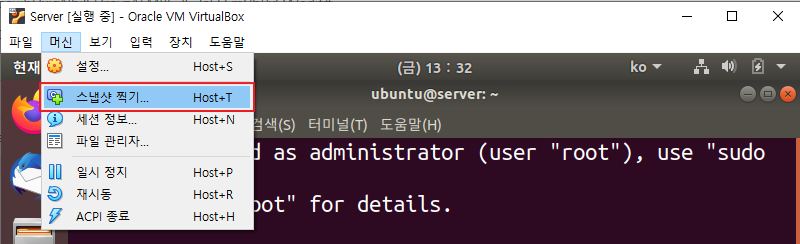 Server [실행 중] - Oracle VM VirtualBox
파일 머신 보기 입력 장치 도움말
현재 (금) 13 : 32 ko
설정... Host+S
ubuntu@server: ~
스냅샷 찍기... Host+T
세션 정보... Host+N
검색(S) 터미널(T) 도움말(H)
파일 관리자...
d as administrator (user "root"), use "sudo
일시 정지 Host+P
재시동 Host+R
oot" for details.
ACPI 종료 Host+H